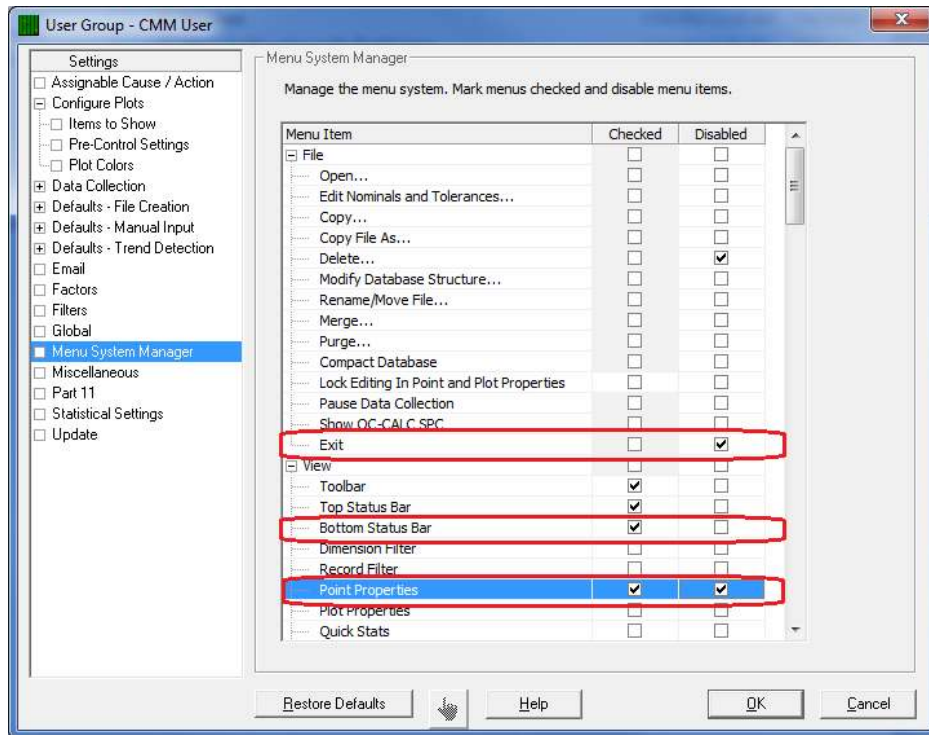 User Group - CMM User
Settings
Assignable Cause / Action
Configure Plots
Items to Show
Pre-Control Settings
Plot Colors
Data Collection
Defaults - File Creation
Defaults - Manual Input
Defaults - Trend Detection
Email
Factors
Filters
Global
Menu System Manager
Miscellaneous
Part 11
Statistical Settings
Update
Menu System Manager
Manage the menu system. Mark menus checked and disable menu items.
Menu Item Checked Disabled
File
Open...
Edit Nominals and Tolerances...
Copy...
Copy File As...
Delete...
Modify Database Structure...
Rename/Move File...
Merge...
Purge...
Compact Database
Lock Editing In Point and Plot Properties
Pause Data Collection
Show QC-CALC SPC
Exit
View
Toolbar
Top Status Bar
Bottom Status Bar
Dimension Filter
Record Filter
Point Properties
Plot Properties
Quick Stats
Restore Defaults Help OK Cancel